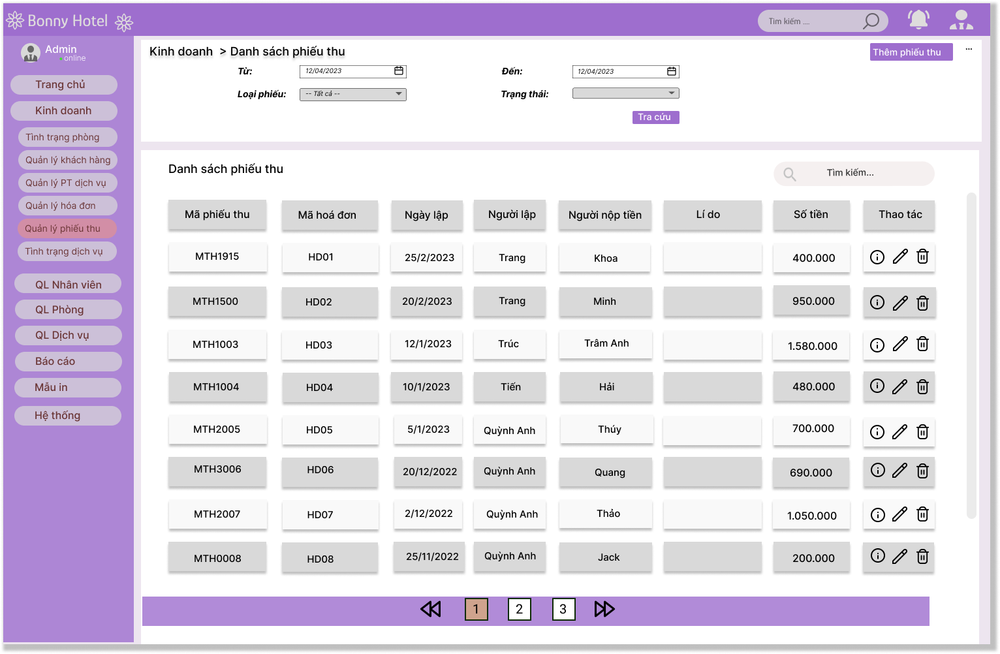 Bonny Hotel
Tìm kiếm ....
Admin
online
Trang chủ
Kinh doanh
Tình trạng phòng
Quản lý khách hàng
Quản lý PT dịch vụ
Quản lý hóa đơn
Quản lý phiếu thu
Tình trạng dịch vụ
QL Nhân viên
QL Phòng
QL Dịch vụ
Báo cáo
Mẫu in
Hệ thống
Kinh doanh > Danh sách phiếu thu
Thêm phiếu thu ...
Từ: 12/04/2023 Đến: 12/04/2023
Loại phiếu: -- Tất cả -- Trạng thái:
Tra cứu
Danh sách phiếu thu
Tìm kiếm...
Mã phiếu thu Mã hoá đơn Ngày lập Người lập Người nộp tiền Lí do Số tiền Thao tác
MTH1915 HD01 25/2/2023 Trang Khoa 400.000
MTH1500 HD02 20/2/2023 Trang Minh 950.000
MTH1003 HD03 12/1/2023 Trúc Trâm Anh 1.580.000
MTH1004 HD04 10/1/2023 Tiến Hải 480.000
MTH2005 HD05 5/1/2023 Quỳnh Anh Thúy 700.000
MTH3006 HD06 20/12/2022 Quỳnh Anh Quang 690.000
MTH2007 HD07 2/12/2022 Quỳnh Anh Thảo 1.050.000
MTH0008 HD08 25/11/2022 Quỳnh Anh Jack 200.000
1 2 3